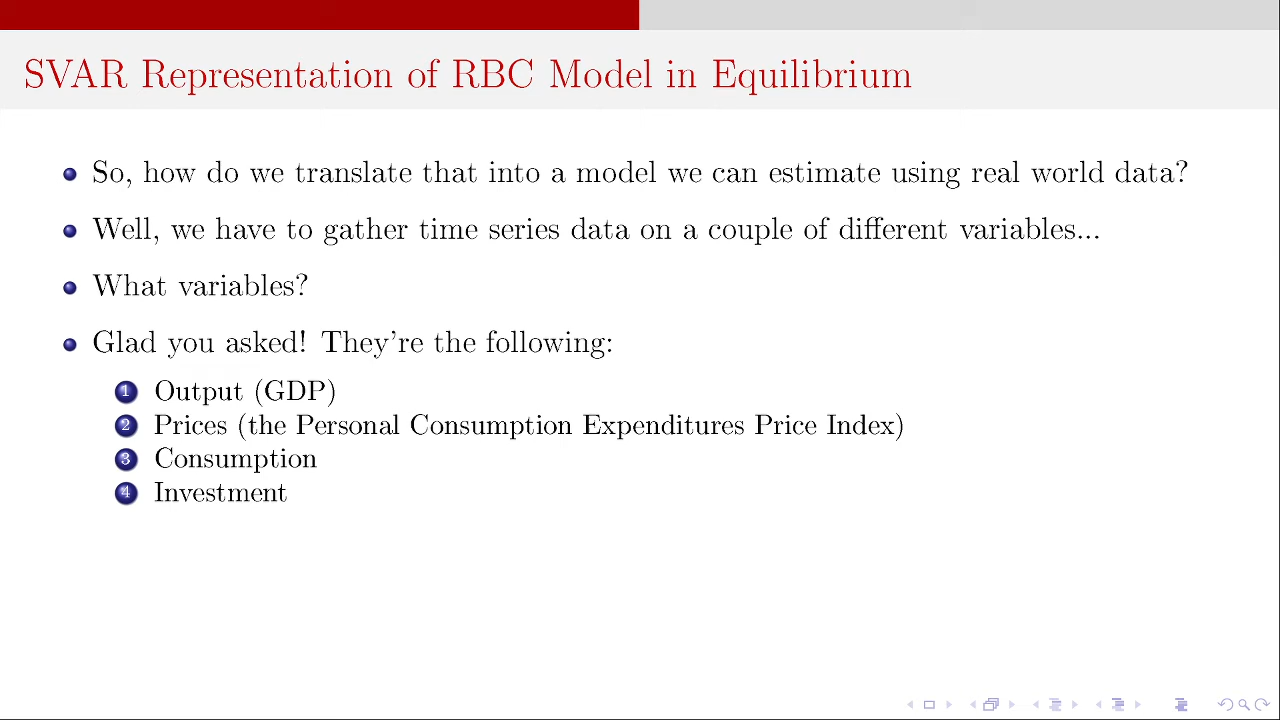 SVAR Representation of RBC Model in Equilibrium
So, how do we translate that into a model we can estimate using real world data?
Well, we have to gather time series data on a couple of different variables...
What variables?
Glad you asked! They're the following:
1 Output (GDP)
2 Prices (the Personal Consumption Expenditures Price Index)
3 Consumption
4 Investment